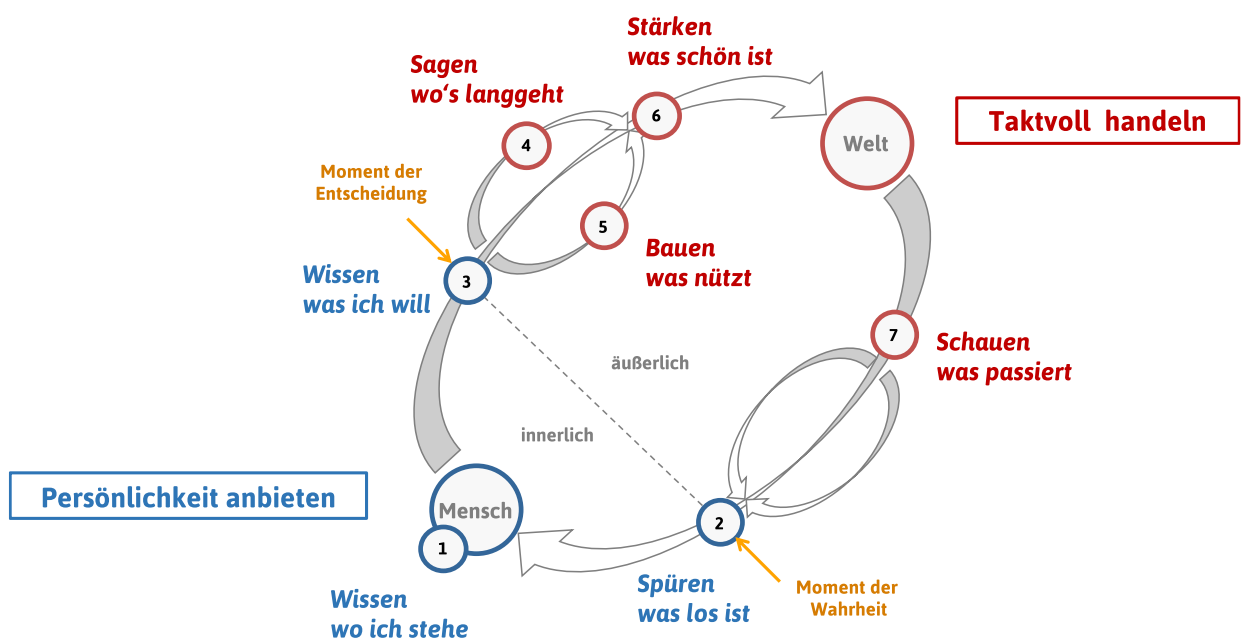 Stärken
was schön ist
Sagen
wo's langgeht
6
4
Welt
Taktvoll handeln
Moment der
Entscheidung
5
Bauen
was nützt
Wissen
was ich will
3
7
Schauen
was passiert
äußerlich
innerlich
Persönlichkeit anbieten
Mensch
1
2
Wissen
wo ich stehe
Spüren
was los ist
Moment der
Wahrheit